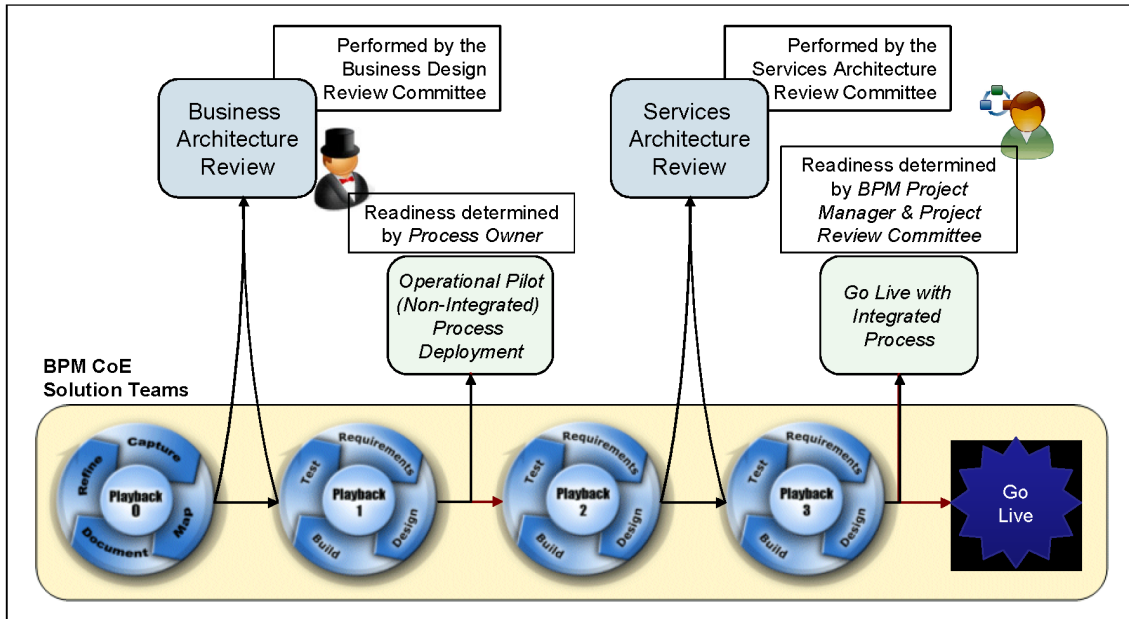 Performed by the
Business Design
Review Committee
Business
Architecture
Review
Readiness determined
by Process Owner
Operational Pilot
(Non-Integrated)
Process
Deployment
Performed by the
Services Architecture
Review Committee
Services
Architecture
Review
Readiness determined
by BPM Project
Manager & Project
Review Committee
Go Live with
Integrated
Process
BPM CoE
Solution Teams
Capture
Map
Document
Refine
Playback
0
Requirements
Design
Build
Test
Playback
1
Requirements
Design
Build
Test
Playback
2
Requirements
Design
Build
Test
Playback
3
Go
Live